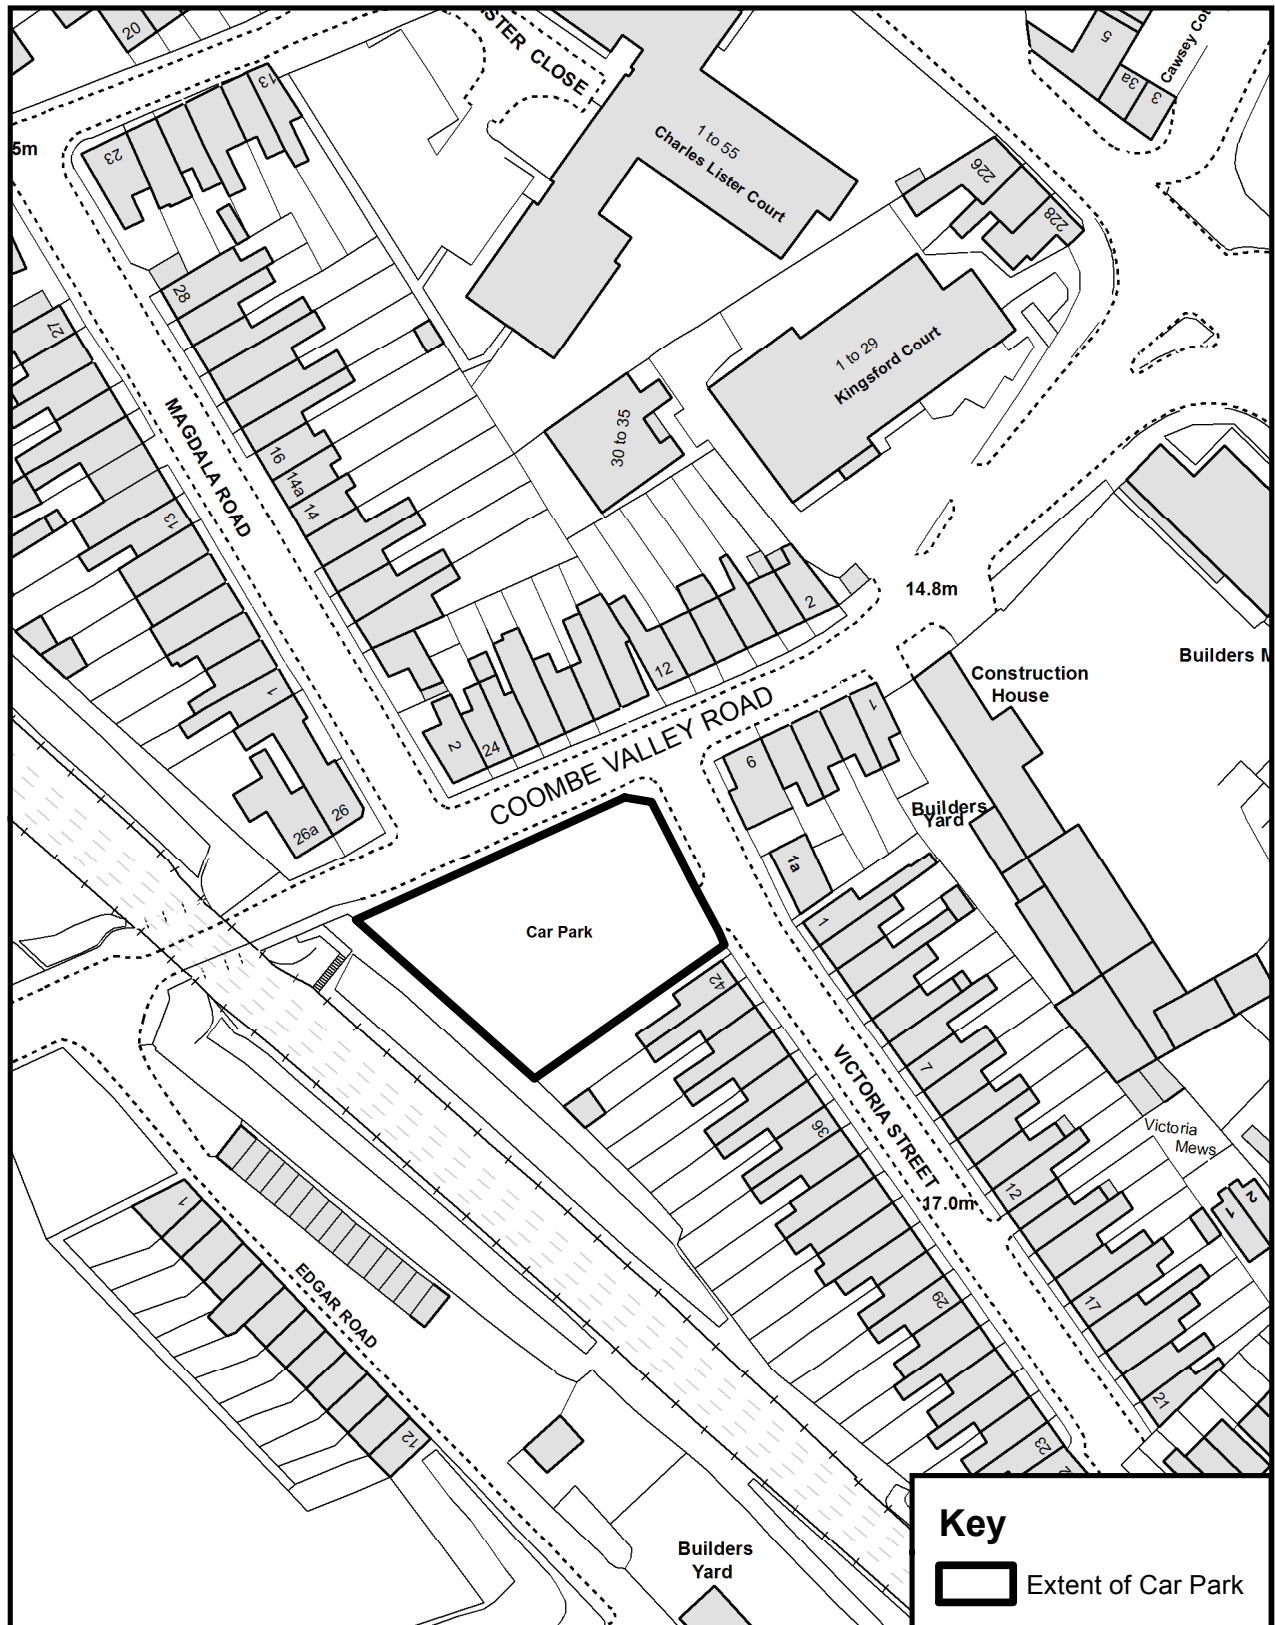 20
STER CLOSE
5
3a
3
Cawsey Cou
13
23
5m
1 to 55
Charles Lister Court
226
228
28
27
1 to 29
Kingsford Court
30 to 35
MAGDALA ROAD
16
14a
14
13
14.8m
2
12
Construction
House
Builders M
1
COOMBE VALLEY ROAD
2
24
1
6
26
26a
Builders
Yard
1a
1
Car Park
42
VICTORIA STREET
7
36
Victoria
Mews
12
17.0m
2
1
1
EDGAR ROAD
29
17
21
12
23
2
Key
Extent of Car Park
Builders
Yard